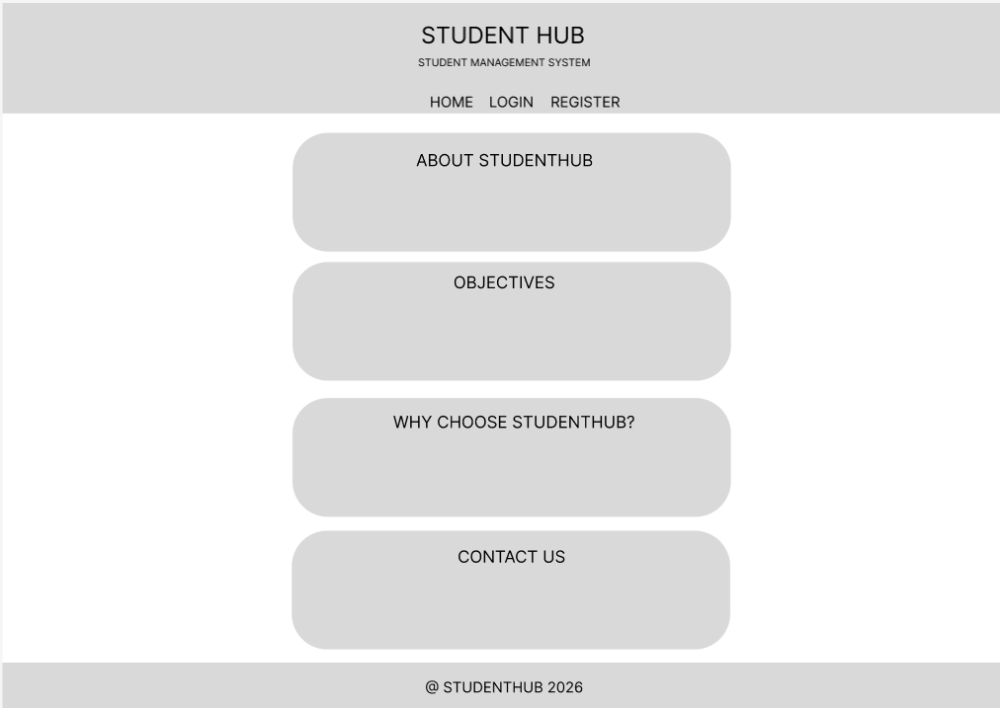 STUDENT HUB
STUDENT MANAGEMENT SYSTEM
HOME LOGIN REGISTER
ABOUT STUDENTHUB
OBJECTIVES
WHY CHOOSE STUDENTHUB?
CONTACT US
@ STUDENTHUB 2026